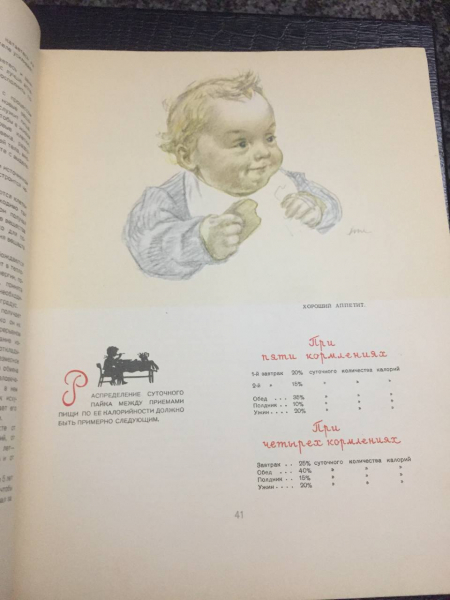 ХОРОШИЙ АППЕТИТ.
РАСПРЕДЕЛЕНИЕ СУТОЧНОГО
ПАЙКА МЕЖДУ ПРИЕМАМИ
ПИЩИ ПО ЕЕ КАЛОРИЙНОСТИ ДОЛЖНО
БЫТЬ ПРИМЕРНО СЛЕДУЮЩИМ.
При
пяти кормлениях
1-й завтрак 20% суточного количества калорий
2-й " 15% " " "
Обед . . 35% " " "
Полдник . 10% " " "
Ужин . . . 20% " " "
При
четырех кормлениях
Завтрак . . 25% суточного количества калорий
Обед . . . . 40% " " "
Полдник . . 15% " " "
Ужин . . . . 20% " " "
41